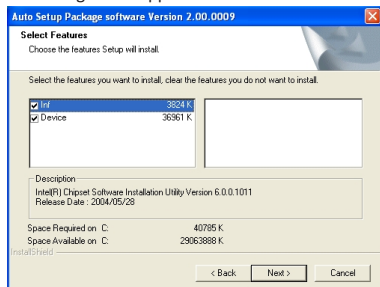 Auto Setup Package software Version 2.00.0009
Select Features
Choose the features Setup will install.
Select the features you want to install, clear the features you do not want to install.
Inf 3824 K
Device 36961 K
Description
Intel(R) Chipset Software Installation Utility Version 6.0.0.1011
Release Date : 2004/05/28
Space Required on C: 40785 K
Space Available on C: 29063888 K
InstallShield
< Back Next > Cancel